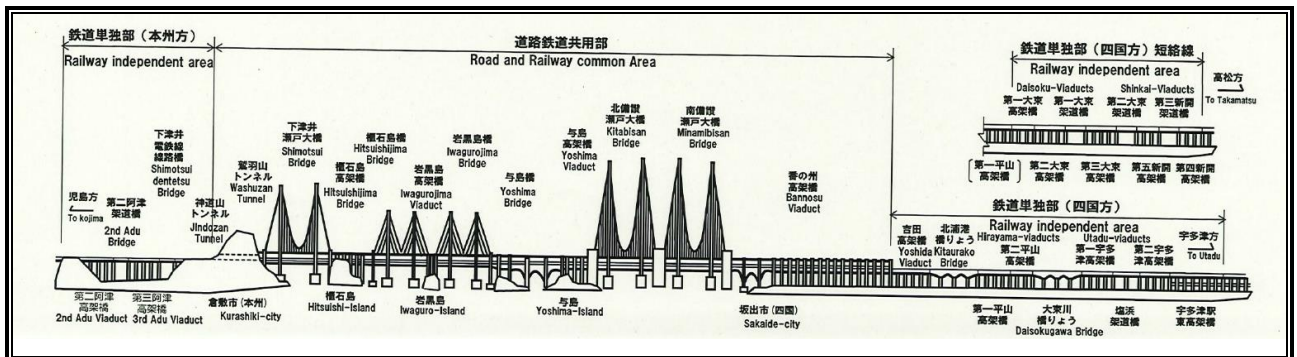 鉄道単独部（本州方）
Railway independent area
道路鉄道共用部
Road and Railway common Area
鉄道単独部（四国方）短絡線
Railway independent area
高松方
To Takamatsu
Daisoku-Viaducts
Shinkai-Viaducts
第一大東
高架橋
第一大東
架道橋
第二大東
架道橋
第三新開
架道橋
第一平山
高架橋
第二大東
高架橋
第三大東
高架橋
第五新開
高架橋
第四新開
高架橋
児島方
To kojima
第二阿津
架道橋
2nd Adu
Bridge
下津井
電鉄線
線路橋
Shimotsui
dentetsu
Bridge
神道山
トンネル
Jindozan
Tunnel
鷲羽山
トンネル
Washuzan
Tunnel
下津井
瀬戸大橋
Shimotsui
Bridge
櫃石島
高架橋
Hitsuishijima
Bridge
櫃石島橋
Hitsuishijima
Bridge
岩黒島
高架橋
Iwagurojima
Viaduct
岩黒島橋
Iwagurojima
Bridge
与島橋
Yoshima
Bridge
与島
高架橋
Yoshima
Viaduct
北備讃
瀬戸大橋
Kitabisan
Bridge
南備讃
瀬戸大橋
Minamibisan
Bridge
番の州
高架橋
Bannosu
Viaduct
鉄道単独部（四国方）
Railway independent area
吉田
高架橋
Yoshida
Viaduct
北浦港
橋りょう
Kitaurako
Bridge
Hirayama-viaducts
第二平山
高架橋
Utadu-viaducts
第一宇多
津高架橋
第二宇多
津高架橋
宇多津方
To Utadu
第二阿津
高架橋
2nd Adu Viaduct
第三阿津
高架橋
3rd Adu Viaduct
倉敷市（本州）
Kurashiki-city
櫃石島
Hitsuishi-Island
岩黒島
Iwaguro-Island
与島
Yoshima-Island
坂出市（四国）
Sakaide-city
第一平山
高架橋
大東川
橋りょう
Daisokugawa Bridge
塩浜
架道橋
宇多津駅
東高架橋